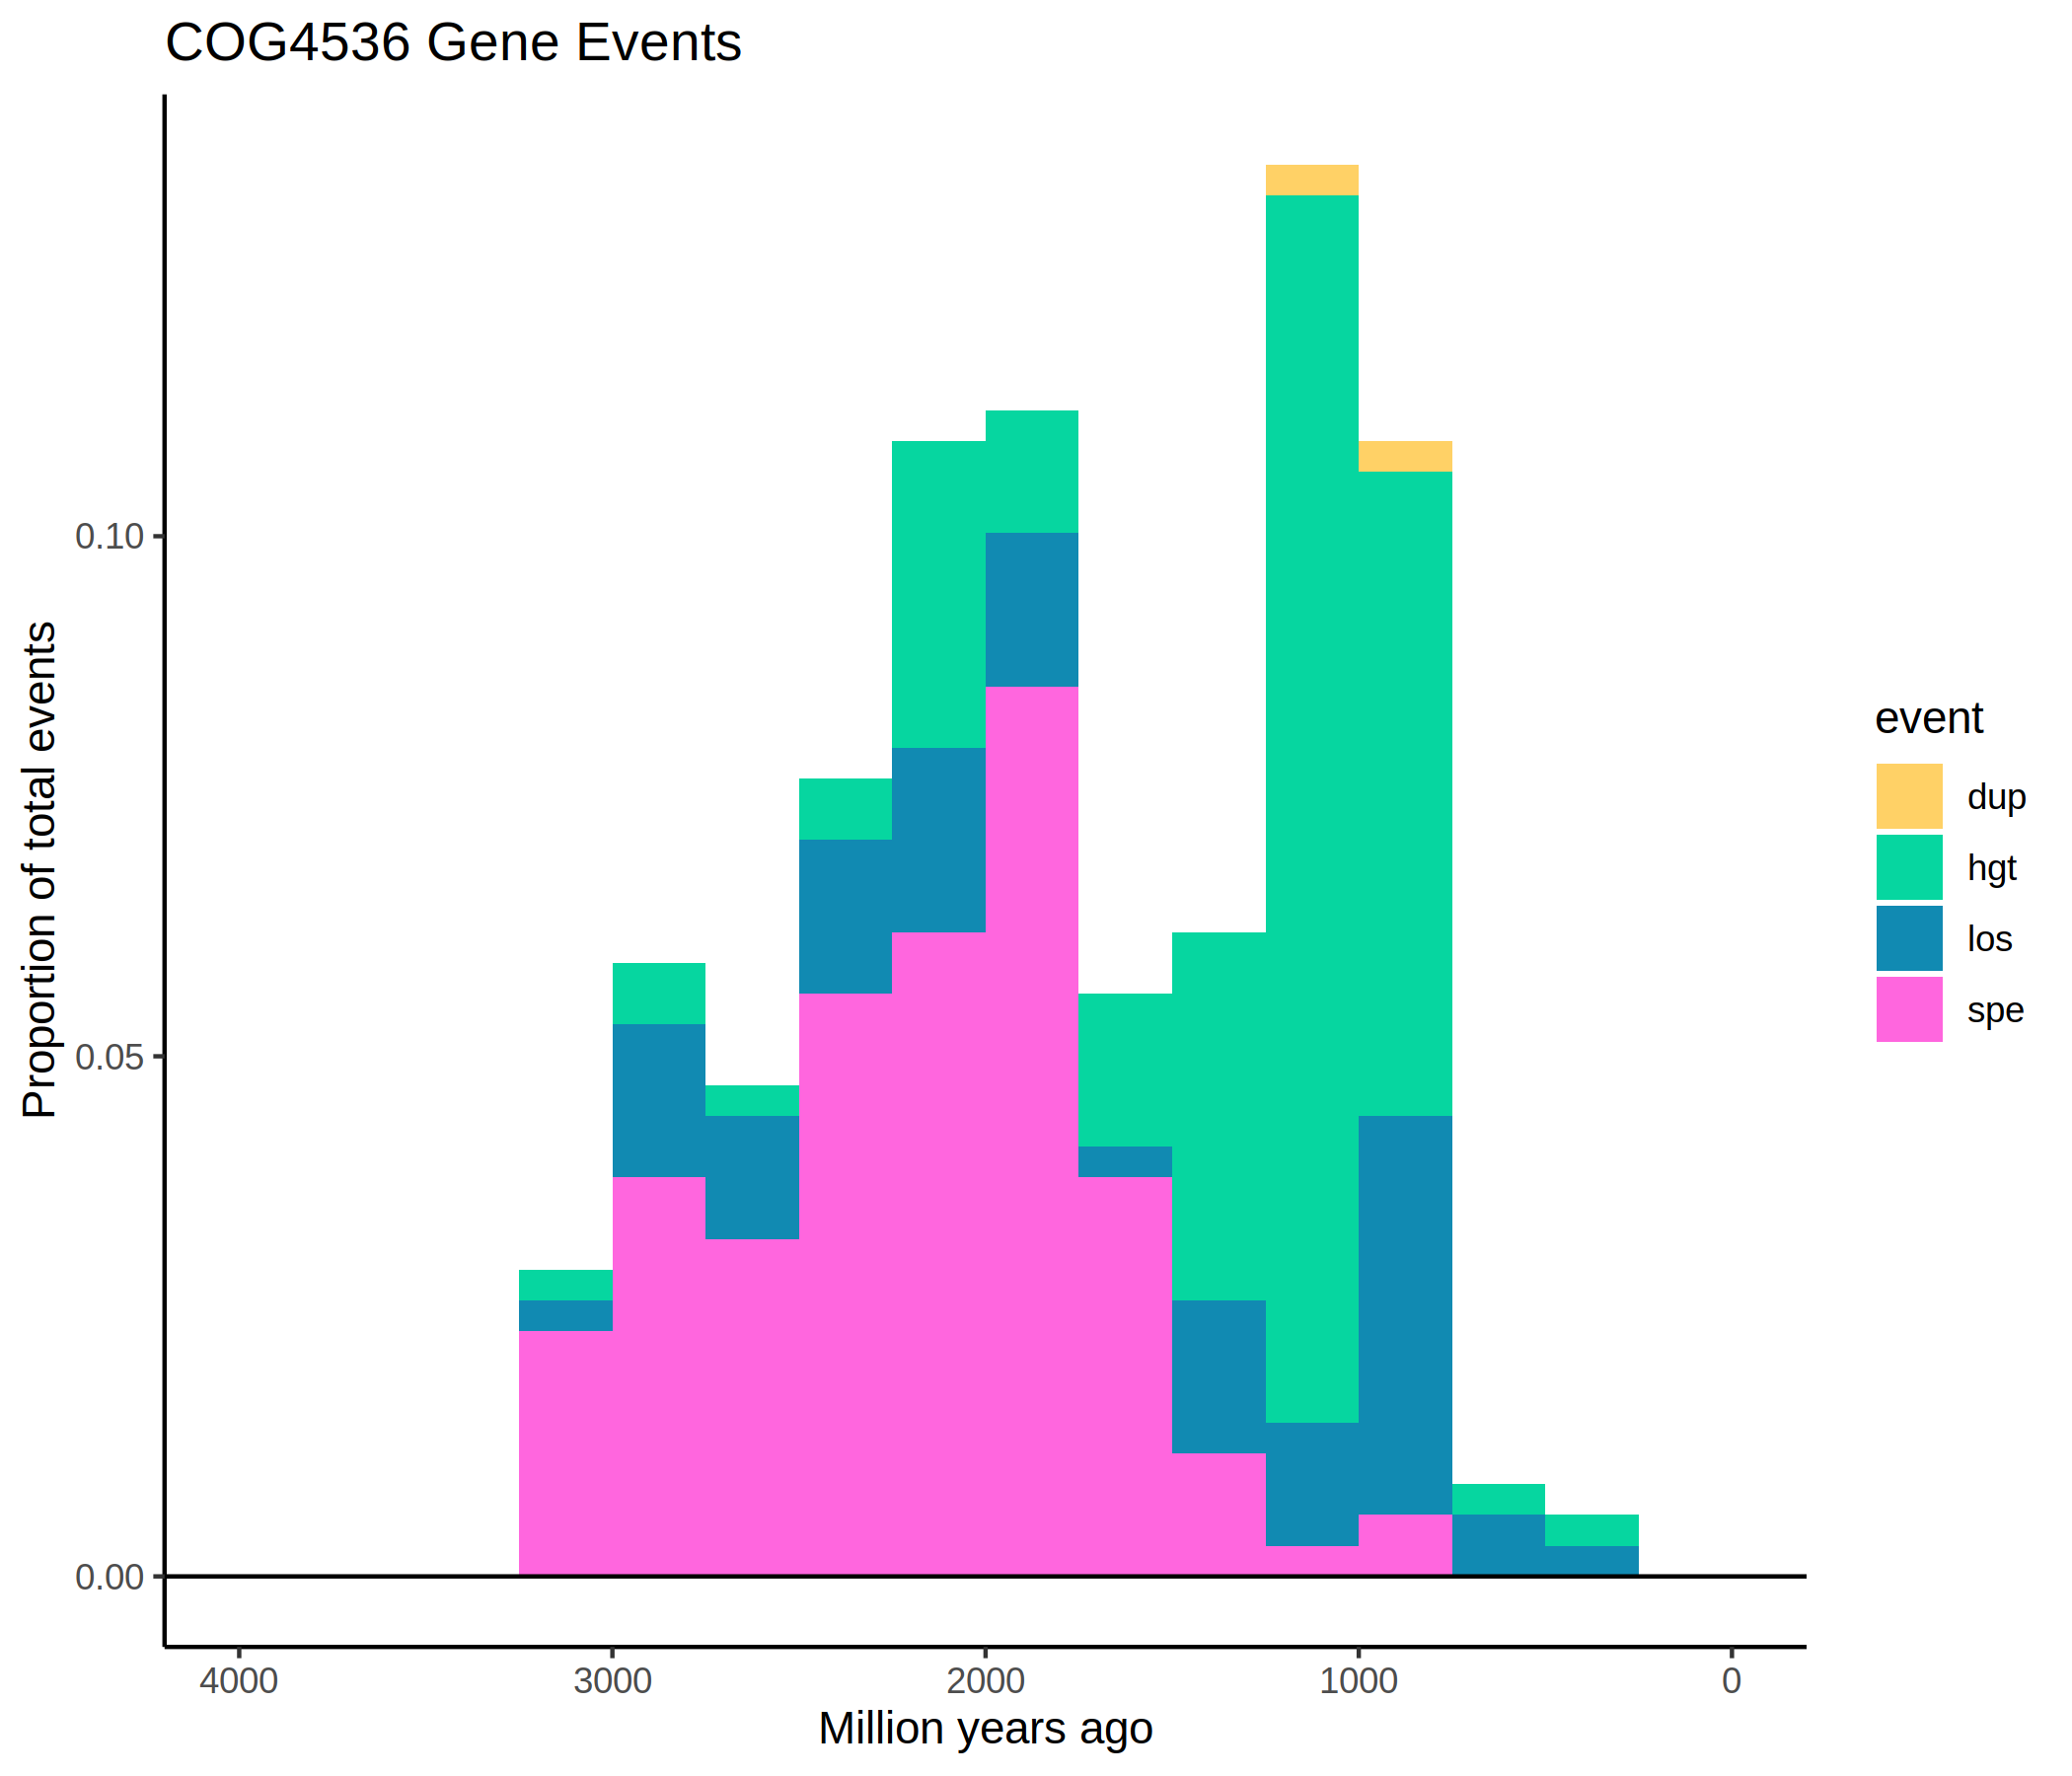 COG4536 Gene Events
Proportion of total events
0.10
0.05
0.00
4000 3000 2000 1000 0
Million years ago
event
dup
hgt
los
spe